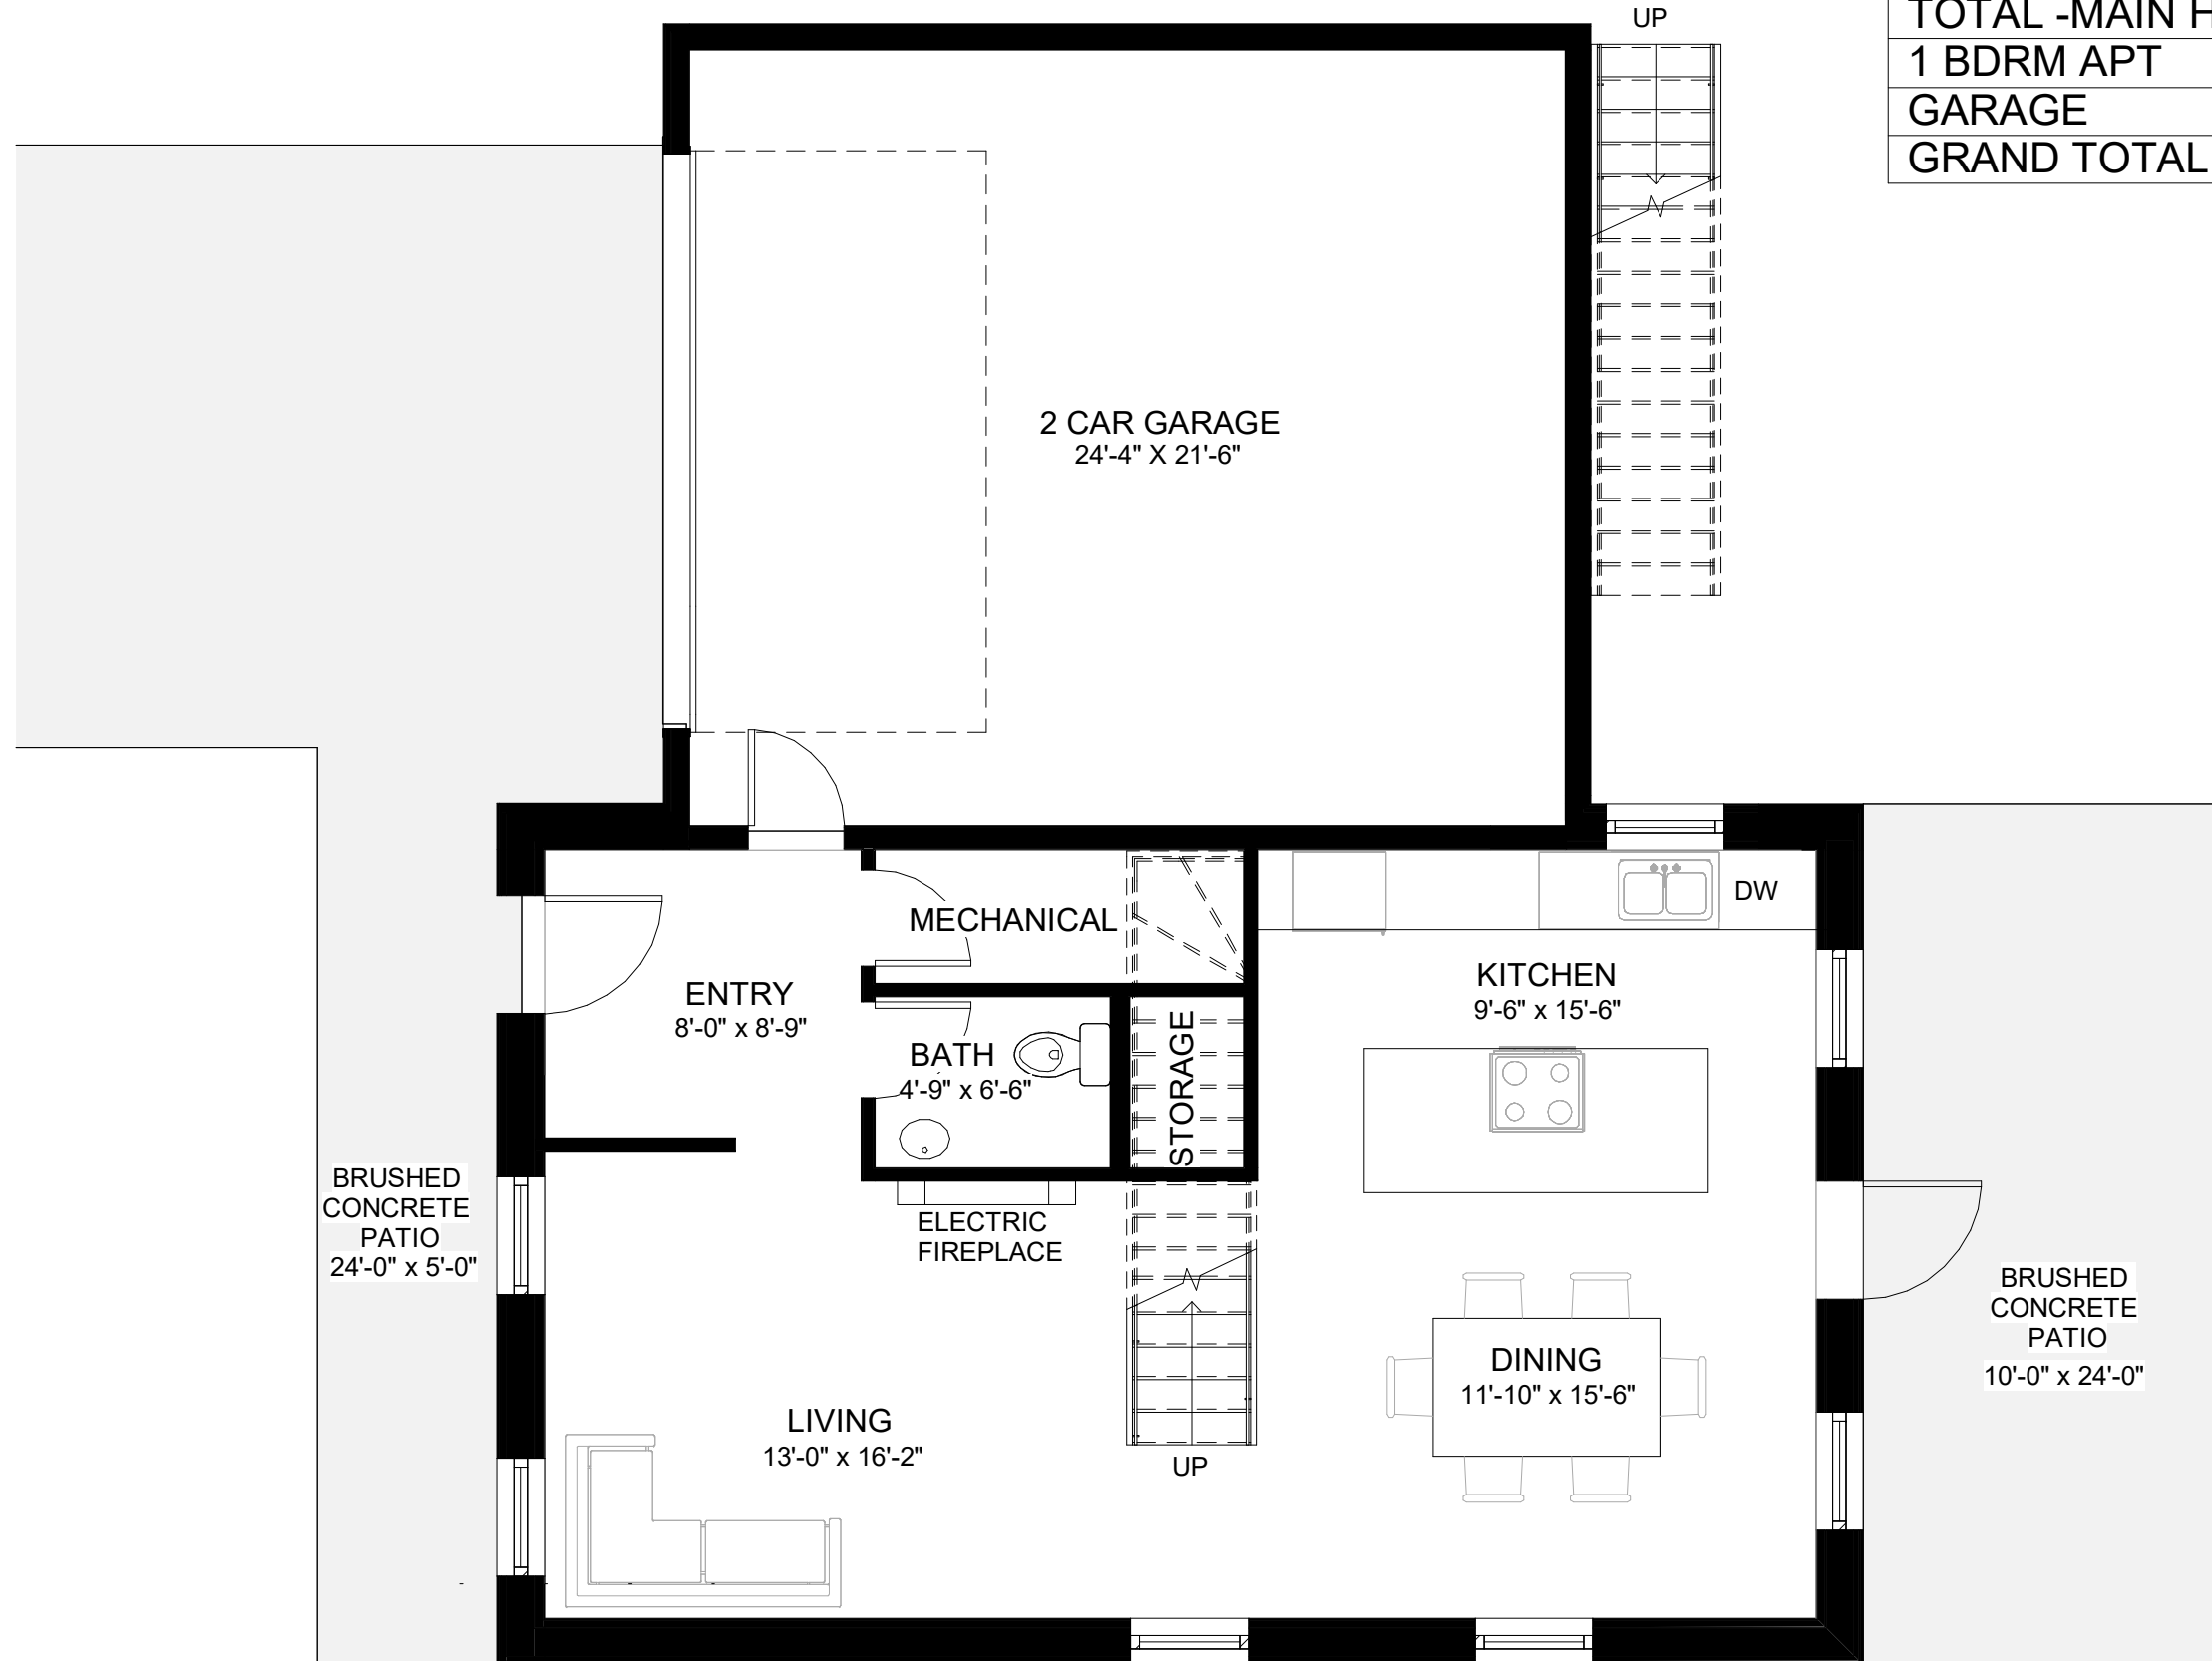 UP
TOTAL -MAIN H
1 BDRM APT
GARAGE
GRAND TOTAL
2 CAR GARAGE
24'-4" X 21'-6"
DW
MECHANICAL
KITCHEN
9'-6" x 15'-6"
ENTRY
8'-0" x 8'-9"
BATH
4'-9" x 6'-6"
STORAGE
BRUSHED
CONCRETE
PATIO
24'-0" x 5'-0"
ELECTRIC
FIREPLACE
BRUSHED
CONCRETE
PATIO
10'-0" x 24'-0"
DINING
11'-10" x 15'-6"
LIVING
13'-0" x 16'-2"
UP